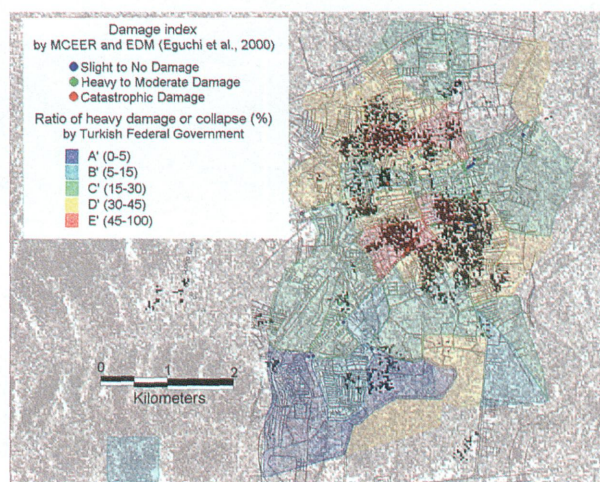 Damage index
by MCEER and EDM (Eguchi et al., 2000)
Slight to No Damage
Heavy to Moderate Damage
Catastrophic Damage
Ratio of heavy damage or collapse (%)
by Turkish Federal Government
A' (0-5)
B' (5-15)
C' (15-30)
D' (30-45)
E' (45-100)
0 1 2
Kilometers